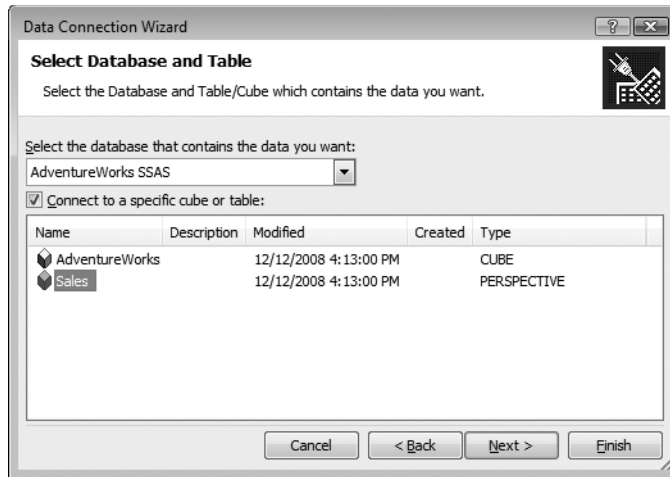 Data Connection Wizard
Select Database and Table
Select the Database and Table/Cube which contains the data you want.
Select the database that contains the data you want:
AdventureWorks SSAS
Connect to a specific cube or table:
Name Description Modified Created Type
AdventureWorks 12/12/2008 4:13:00 PM CUBE
Sales 12/12/2008 4:13:00 PM PERSPECTIVE
Cancel < Back Next > Finish